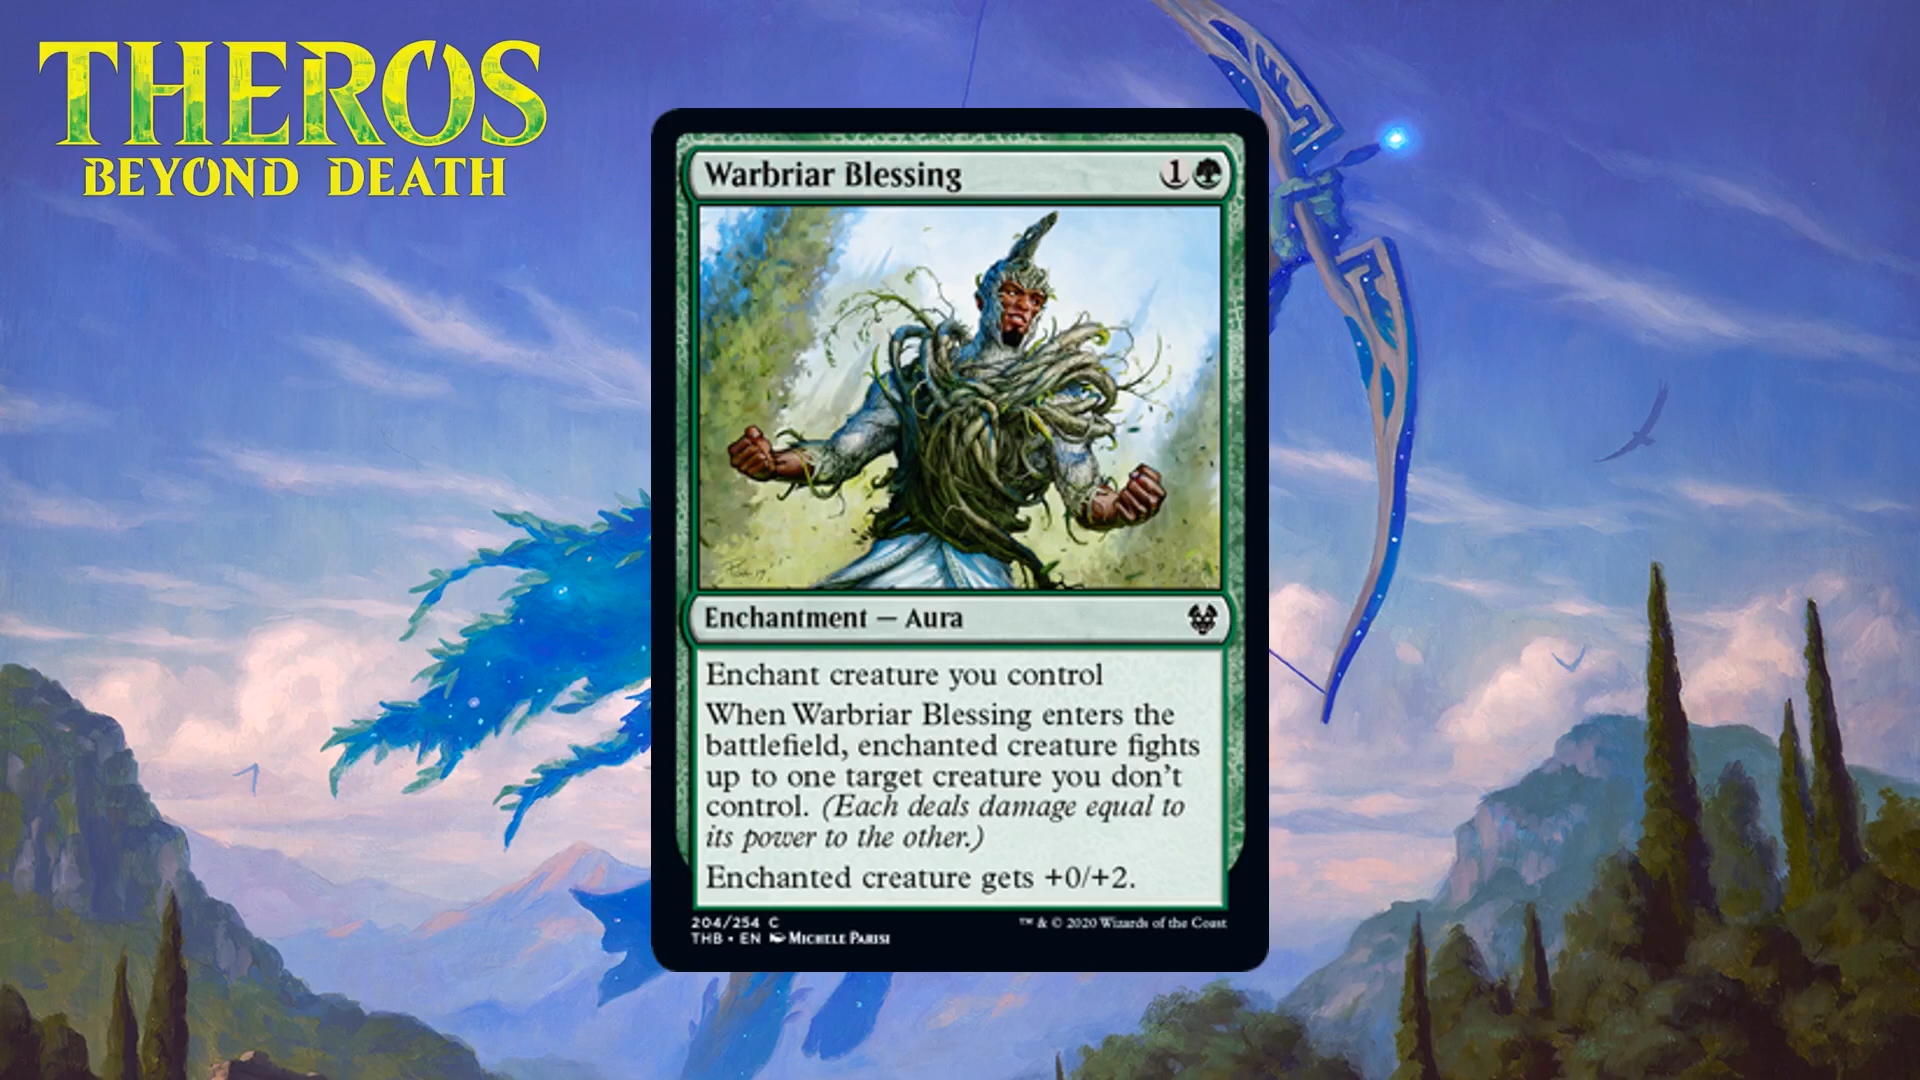 THEROS
BEYOND DEATH
Warbriar Blessing
1
Enchantment — Aura
Enchant creature you control
When Warbriar Blessing enters the
battlefield, enchanted creature fights
up to one target creature you don't
control. (Each deals damage equal to
its power to the other.)
Enchanted creature gets +0/+2.
204/254 C
THB • EN MICHELE PARISI
™ & © 2020 Wizards of the Coast